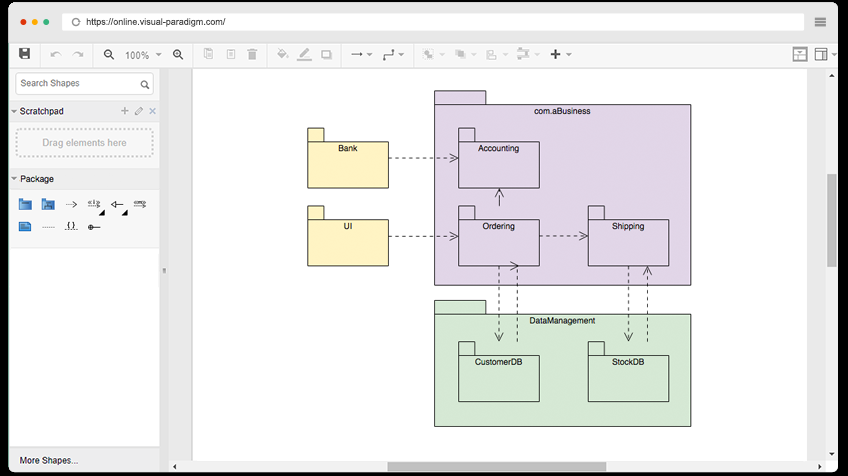 https://online.visual-paradigm.com/
100%
Search Shapes
Scratchpad
Drag elements here
Package
More Shapes...
com.aBusiness
Bank
Accounting
UI
Ordering
Shipping
DataManagement
CustomerDB
StockDB